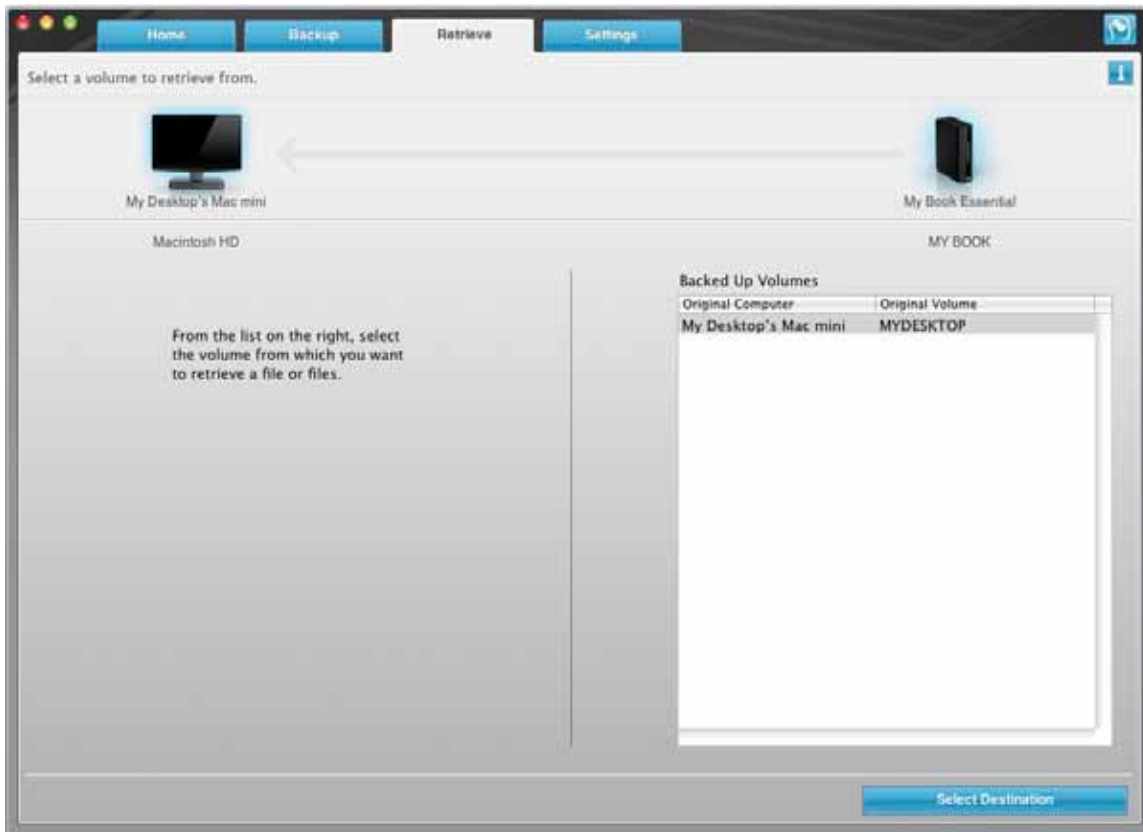 Home Backup Retrieve Settings
Select a volume to retrieve from.
i
My Desktop's Mac mini
My Book Essential
Macintosh HD
MY BOOK
From the list on the right, select
the volume from which you want
to retrieve a file or files.
Backed Up Volumes
Original Computer Original Volume
My Desktop's Mac mini MYDESKTOP
Select Destination